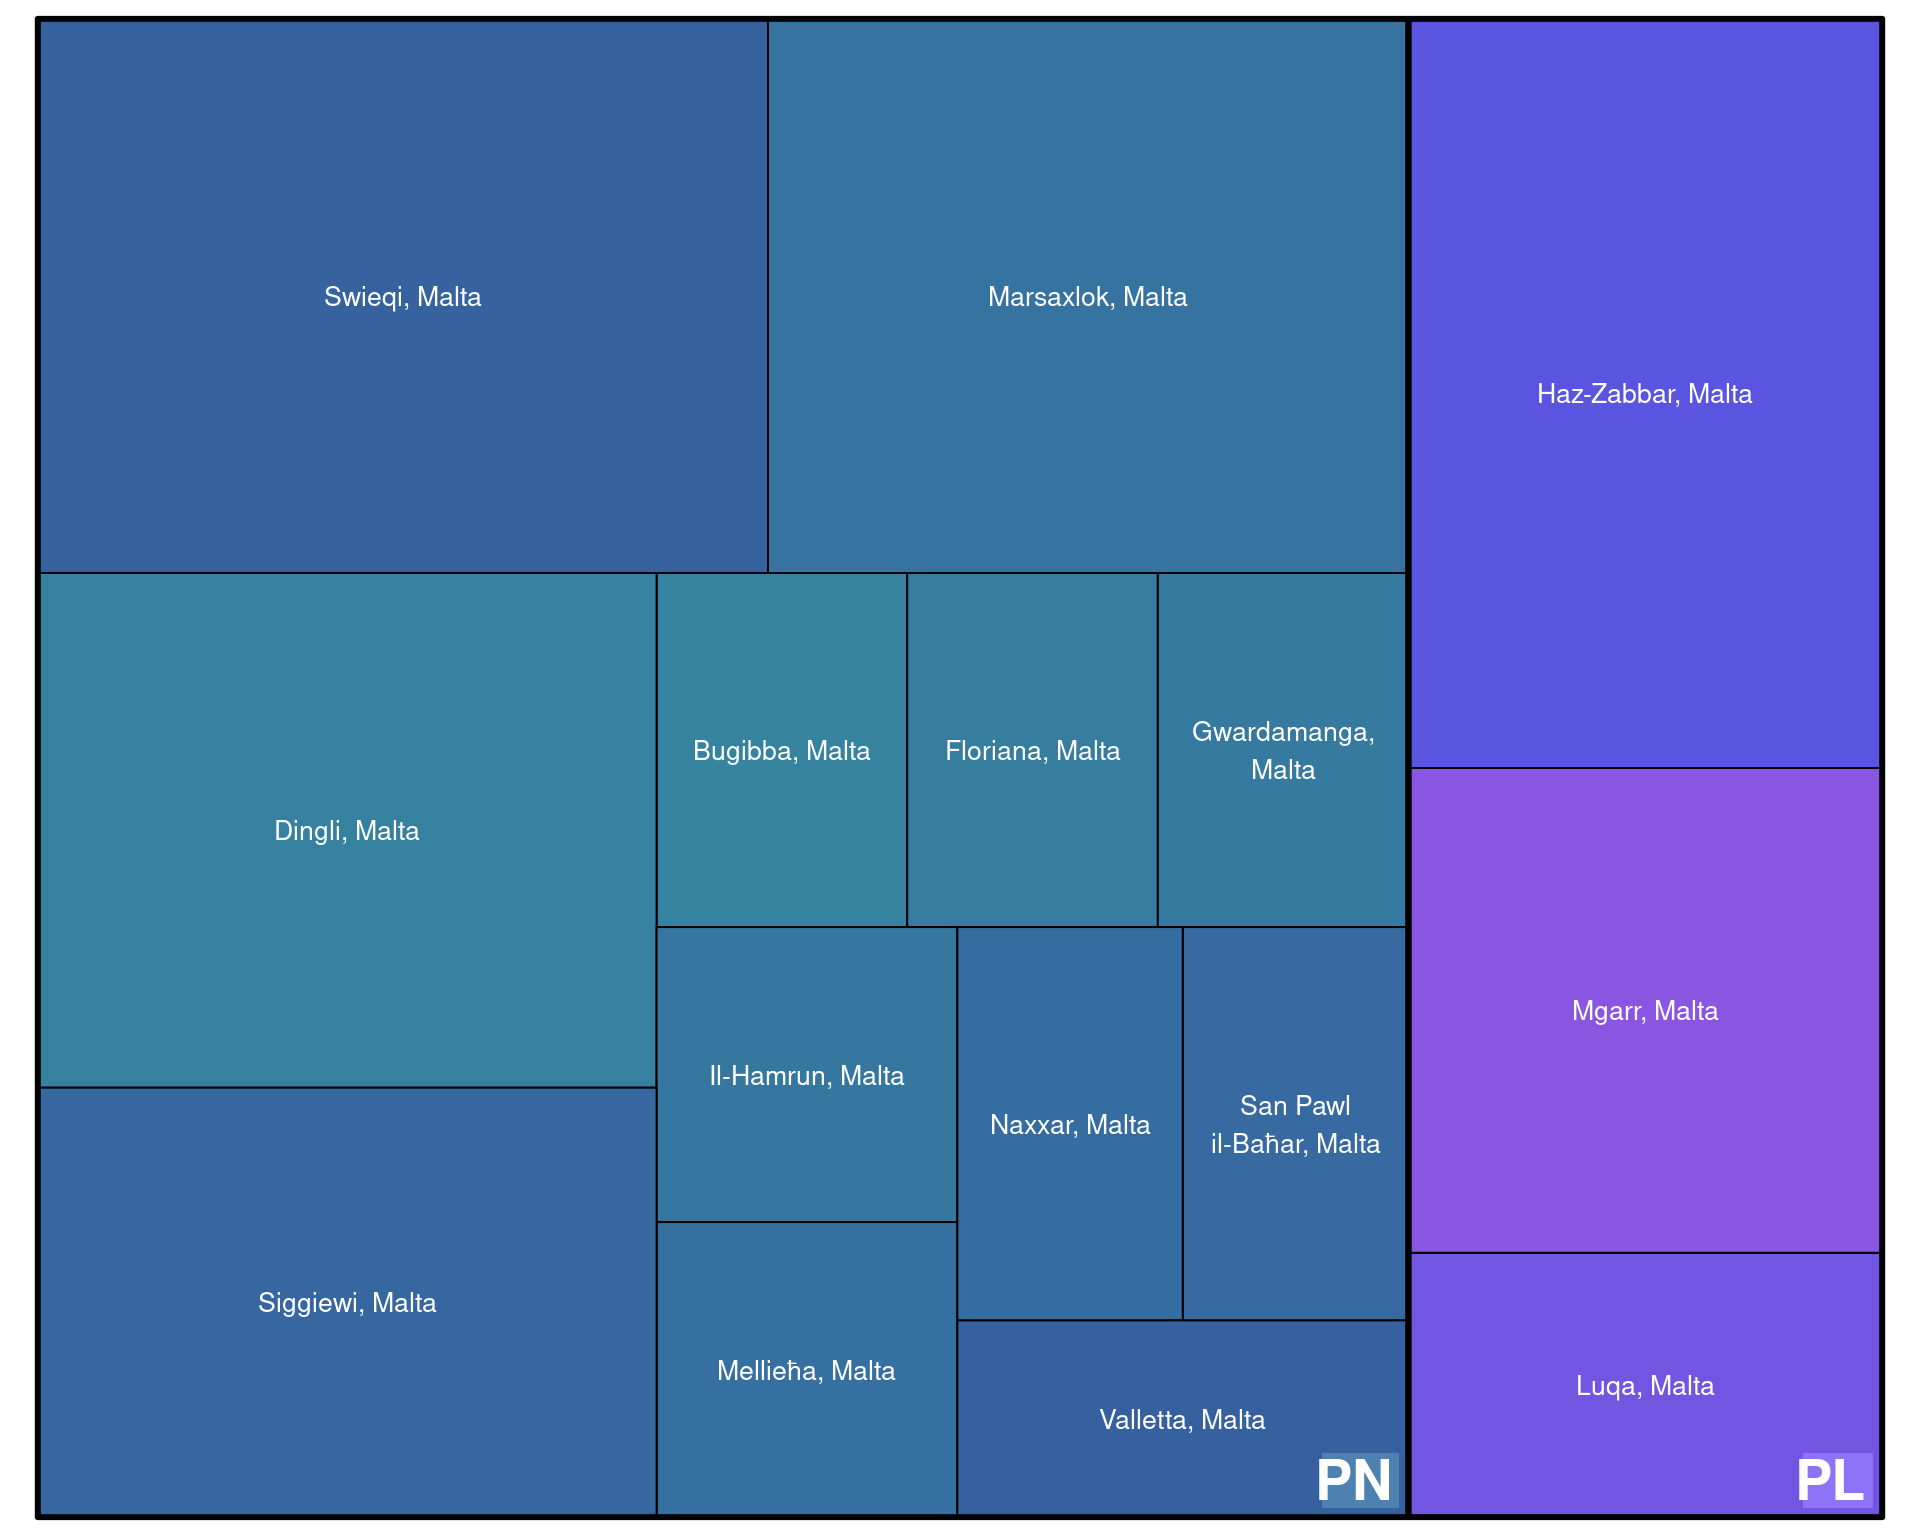 Swieqi, Malta
Marsaxlok, Malta
Haz-Zabbar, Malta
Dingli, Malta
Bugibba, Malta
Floriana, Malta
Gwardamanga,
Malta
Il-Hamrun, Malta
Naxxar, Malta
San Pawl
il-Baħar, Malta
Mgarr, Malta
Siggiewi, Malta
Mellieħa, Malta
Valletta, Malta
Luqa, Malta
PN
PL